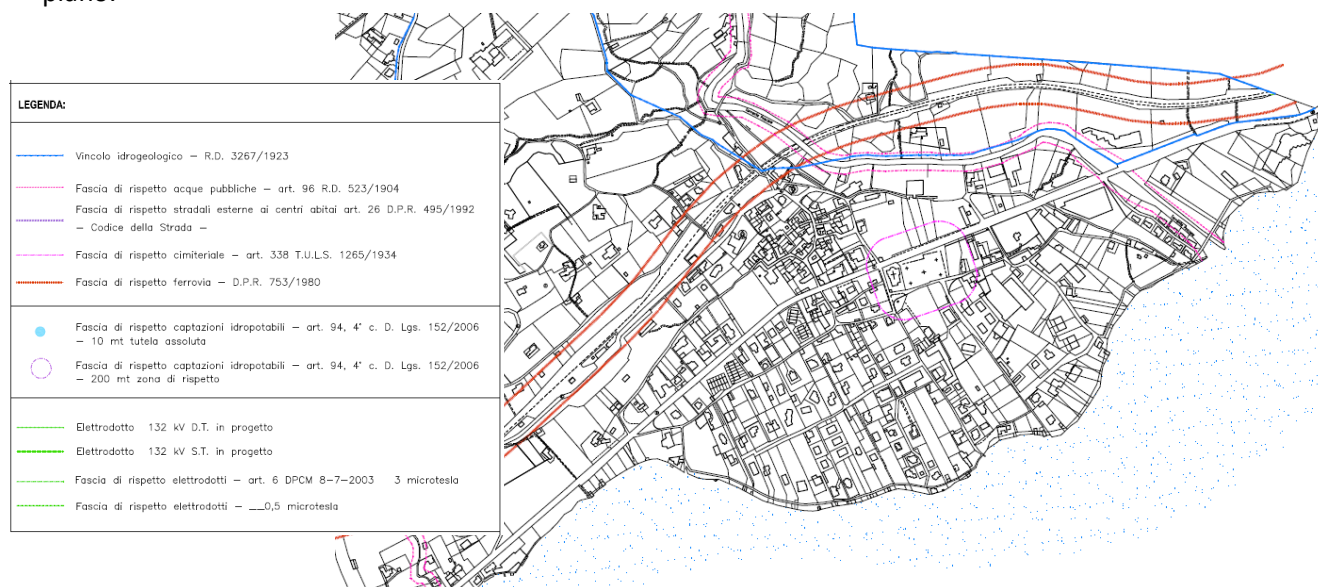 LEGENDA:
Vincolo idrogeologico – R.D. 3267/1923
Fascia di rispetto acque pubbliche – art. 96 R.D. 523/1904
Fascia di rispetto stradali esterne ai centri abitai art. 26 D.P.R. 495/1992
– Codice della Strada –
Fascia di rispetto cimiteriale – art. 338 T.U.L.S. 1265/1934
Fascia di rispetto ferrovia – D.P.R. 753/1980
Fascia di rispetto captazioni idropotabili – art. 94, 4° c. D. Lgs. 152/2006
– 10 mt tutela assoluta
Fascia di rispetto captazioni idropotabili – art. 94, 4° c. D. Lgs. 152/2006
– 200 mt zona di rispetto
Elettrodotto 132 kV D.T. in progetto
Elettrodotto 132 kV S.T. in progetto
Fascia di rispetto elettrodotti – art. 6 DPCM 8–7–2003 3 microtesla
Fascia di rispetto elettrodotti – __0,5 microtesla